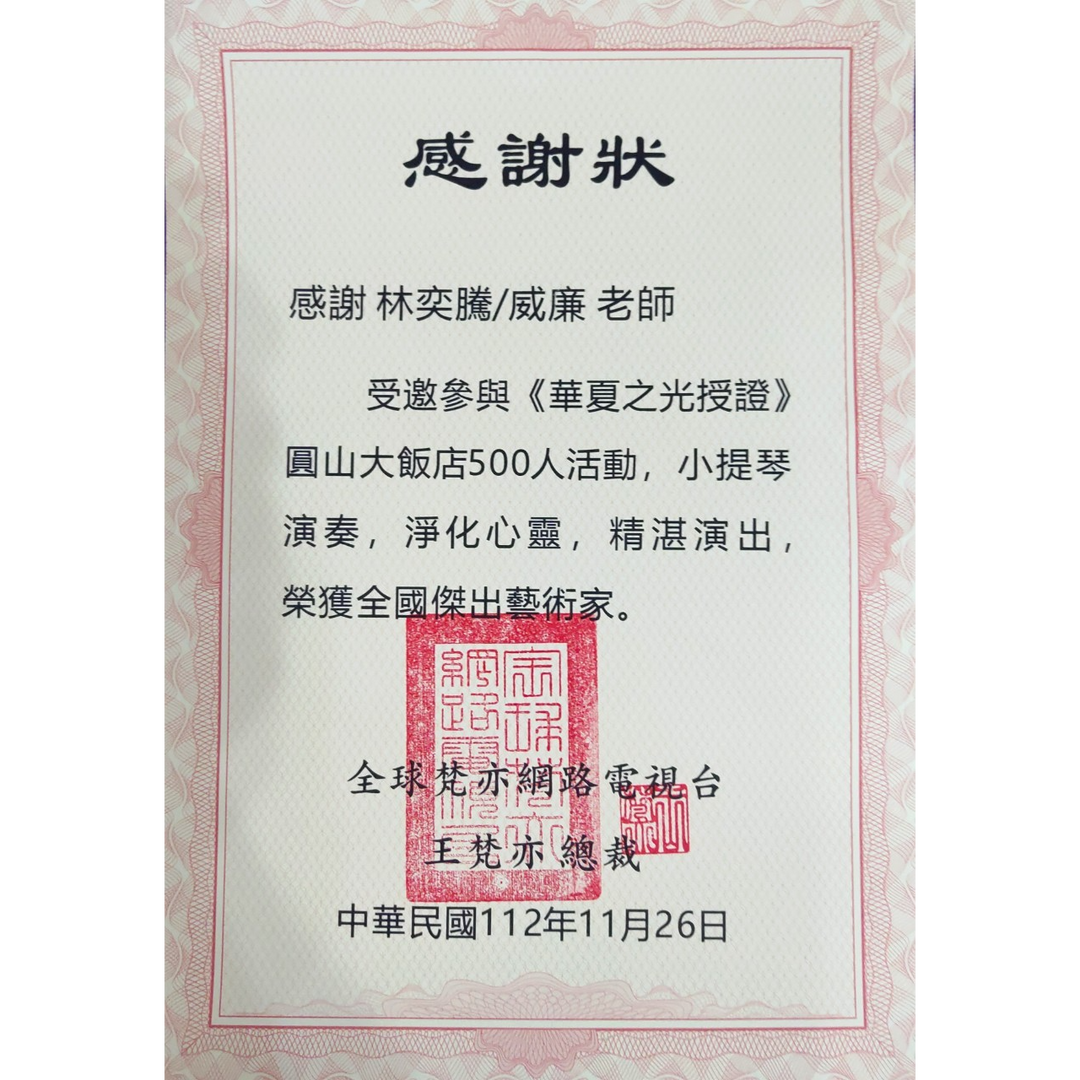 感謝狀
感謝 林奕騰/威廉 老師
受邀參與《華夏之光授證》
圓山大飯店500人活動，小提琴
演奏，淨化心靈，精湛演出，
榮獲全國傑出藝術家。
全球梵亦網路電視台
王梵亦總裁
中華民國112年11月26日